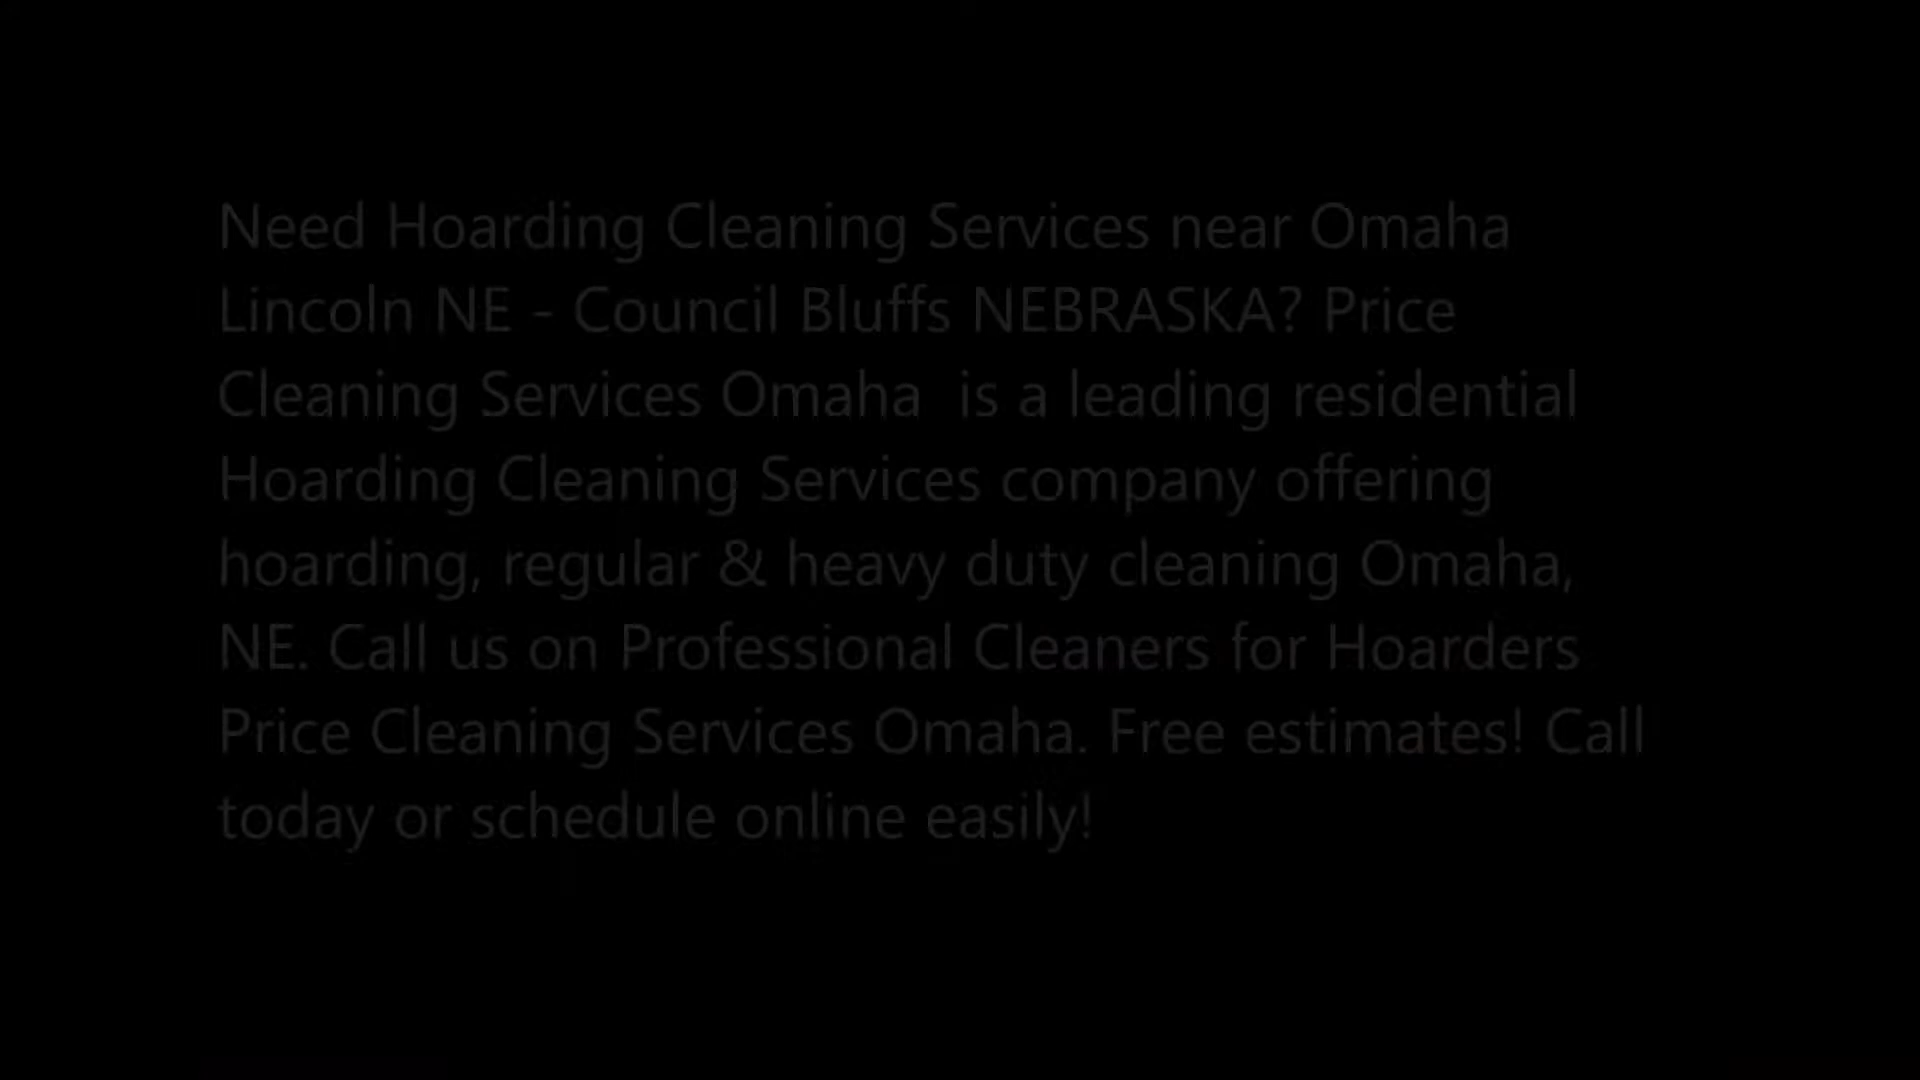 Need Hoarding Cleaning Services near Omaha
Lincoln NE - Council Bluffs NEBRASKA? Price
Cleaning Services Omaha  is a leading residential
Hoarding Cleaning Services company offering
hoarding, regular & heavy duty cleaning Omaha,
NE. Call us on Professional Cleaners for Hoarders
Price Cleaning Services Omaha. Free estimates! Call
today or schedule online easily!